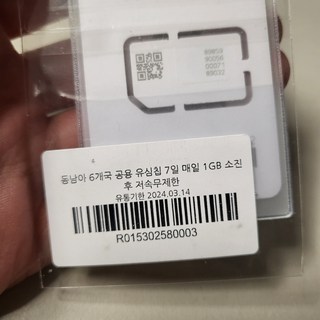 동남아 6개국 공용 유심칩 7일 매일 1GB 소진
후 저속무제한
유통기한 2024.03.14
R015302580003